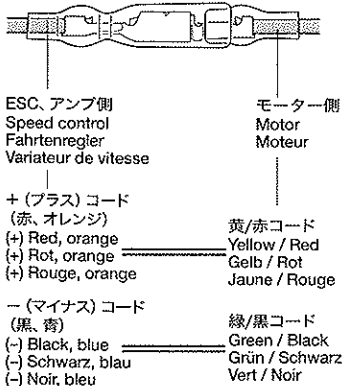 ESC、アンプ側
Speed control
Fahrtenregler
Variateur de vitesse
モーター側
Motor
Moteur
+ (プラス) コード
(赤、オレンジ)
(+) Red, orange
(+) Rot, orange
(+) Rouge, orange
黄/赤コード
Yellow / Red
Gelb / Rot
Jaune / Rouge
− (マイナス) コード
(黒、青)
(-) Black, blue
(-) Schwarz, blau
(-) Noir, bleu
緑/黒コード
Green / Black
Grün / Schwarz
Vert / Noir